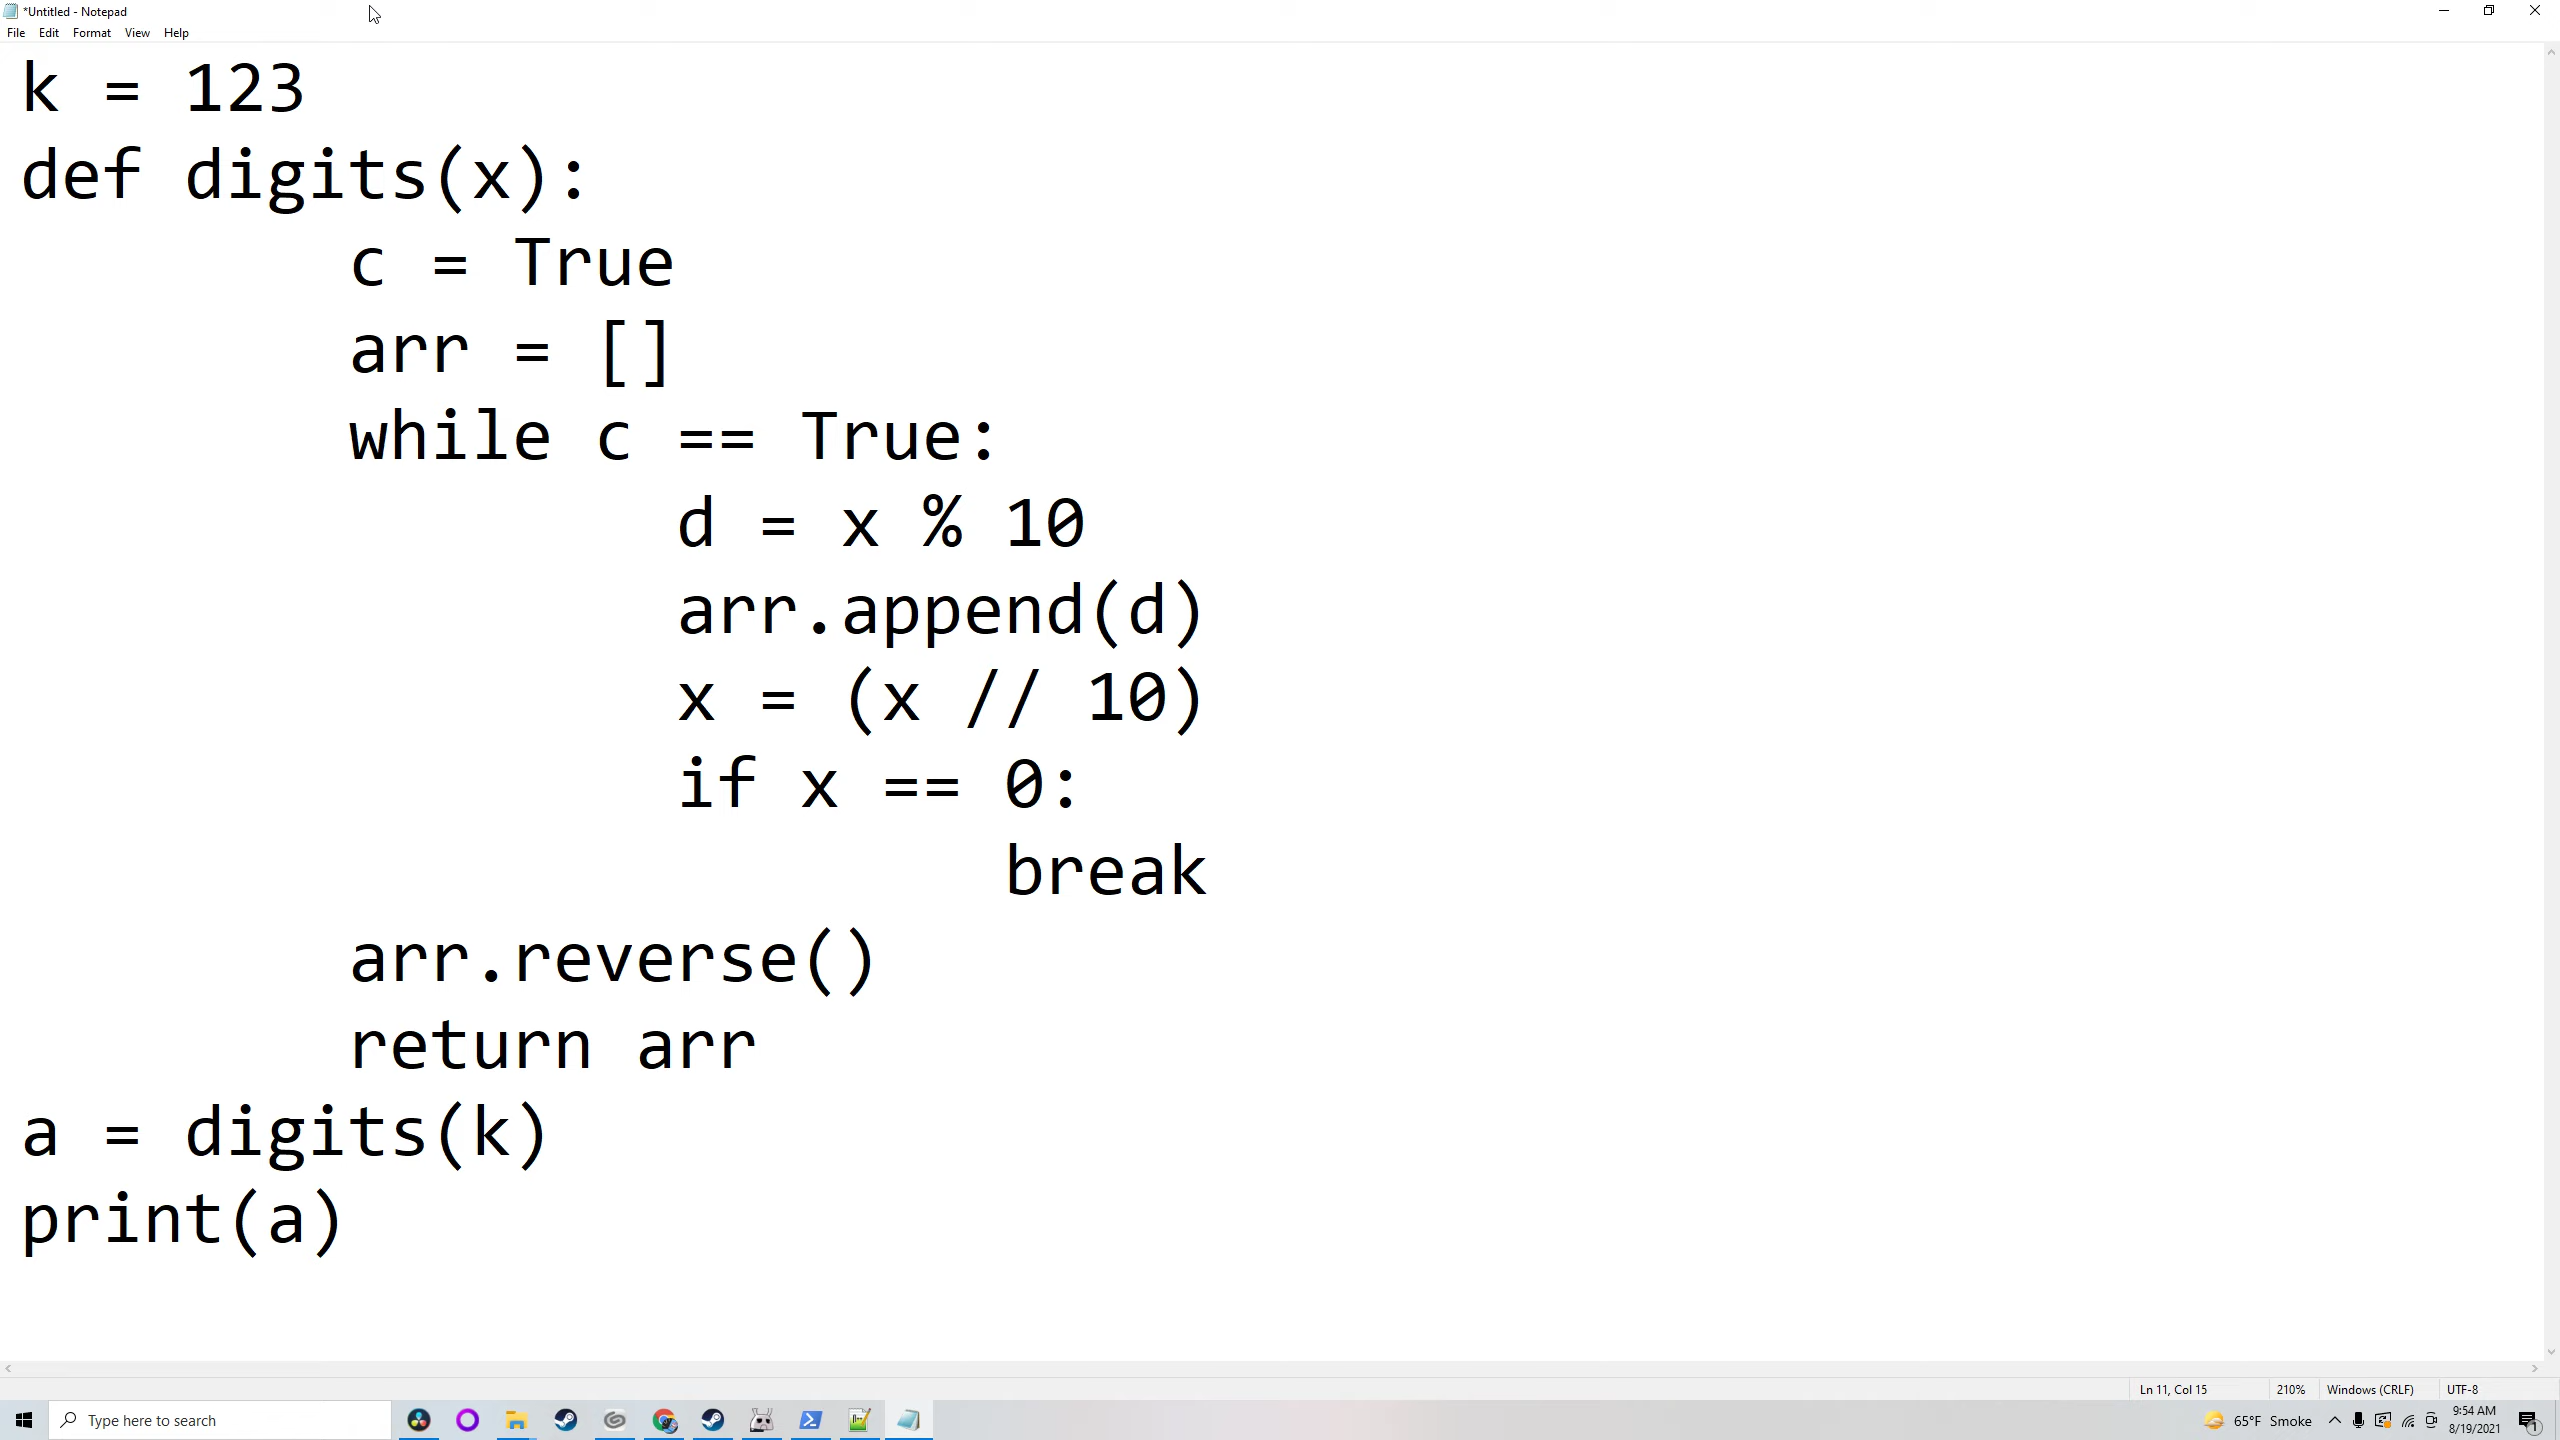 *Untitled - Notepad
File Edit Format View Help
k = 123
def digits(x):
        c = True
        arr = []
        while c == True:
                d = x % 10
                arr.append(d)
                x = (x // 10)
                if x == 0:
                        break
        arr.reverse()
        return arr
a = digits(k)
print(a)
Ln 11, Col 15 210% Windows (CRLF) UTF-8
Type here to search
65°F Smoke
9:54 AM
8/19/2021
1